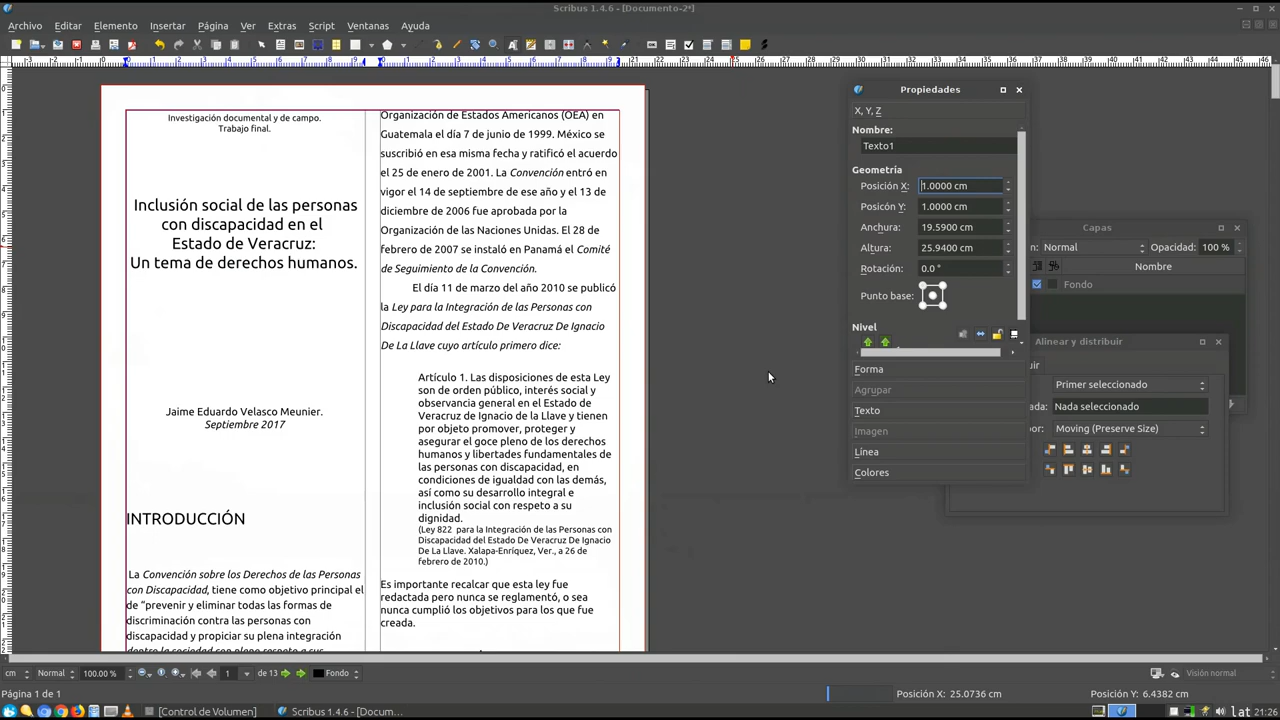 Scribus 1.4.6 - [Documento-2*]
Archivo Editar Elemento Insertar Página Ver Extras Script Ventanas Ayuda
Investigación documental y de campo.
Trabajo final.
Inclusión social de las personas
con discapacidad en el
Estado de Veracruz:
Un tema de derechos humanos.
Jaime Eduardo Velasco Meunier.
Septiembre 2017
INTRODUCCIÓN
La Convención sobre los Derechos de las Personas
con Discapacidad, tiene como objetivo principal el
de “prevenir y eliminar todas las formas de
discriminación contra las personas con
discapacidad y propiciar su plena integración
dentro la sociedad con pleno respeto a sus
Organización de Estados Americanos (OEA) en
Guatemala el día 7 de junio de 1999. México se
suscribió en esa misma fecha y ratificó el acuerdo
el 25 de enero de 2001. La Convención entró en
vigor el 14 de septiembre de ese año y el 13 de
diciembre de 2006 fue aprobada por la
Organización de las Naciones Unidas. El 28 de
febrero de 2007 se instaló en Panamá el Comité
de Seguimiento de la Convención.
El día 11 de marzo del año 2010 se publicó
la Ley para la Integración de las Personas con
Discapacidad del Estado De Veracruz De Ignacio
De La Llave cuyo artículo primero dice:
Artículo 1. Las disposiciones de esta Ley
son de orden público, interés social y
observancia general en el Estado de
Veracruz de Ignacio de la Llave y tienen
por objeto promover, proteger y
asegurar el goce pleno de los derechos
humanos y libertades fundamentales de
las personas con discapacidad, en
condiciones de igualdad con las demás,
así como su desarrollo integral e
inclusión social con respeto a su
dignidad.
(Ley 822 para la Integración de las Personas con
Discapacidad del Estado De Veracruz De Ignacio
De La Llave. Xalapa-Enríquez, Ver., a 26 de
febrero de 2010.)
Es importante recalcar que esta ley fue
redactada pero nunca se reglamentó, o sea
nunca cumplió los objetivos para los que fue
creada.
Propiedades
X, Y, Z
Nombre:
Texto1
Geometría
Posición X: 1.0000 cm
Posicón Y: 1.0000 cm
Anchura: 19.5900 cm
Altura: 25.9400 cm
Rotación: 0.0 °
Punto base:
Nivel
Forma
Agrupar
Texto
Imagen
Línea
Colores
Capas
Normal Opacidad: 100 %
Nombre
Fondo
Alinear y distribuir
Primer seleccionado
Nada seleccionado
Moving (Preserve Size)
cm Normal 100.00 % 1 de 13 Fondo Visión normal
Página 1 de 1 Posición X: 25.0736 cm Posición Y: 6.4382 cm
[Control de Volumen] Scribus 1.4.6 - [Docum... lat 21:26